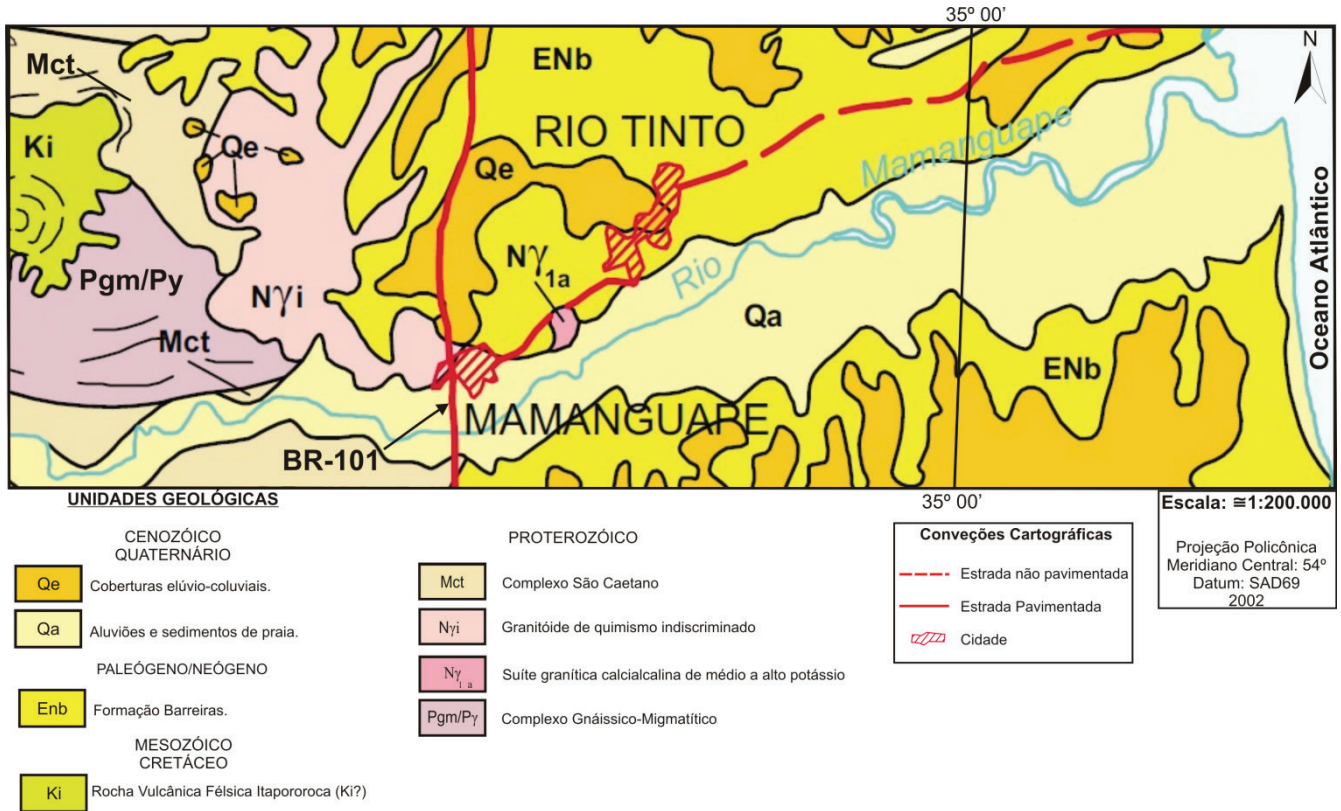 35º 00'
N
Mct
ENb
RIO TINTO
Ki
Qe
Qe
Mamanguape
Pgm/Py
Nγ1a
Rio
Nγi
Qa
Mct
ENb
MAMANGUAPE
BR-101
Oceano Atlântico
35º 00'
UNIDADES GEOLÓGICAS
CENOZÓICO
QUATERNÁRIO
Qe Coberturas elúvio-coluviais.
Qa Aluviões e sedimentos de praia.
PALEÓGENO/NEÓGENO
Enb Formação Barreiras.
MESOZÓICO
CRETÁCEO
Ki Rocha Vulcânica Félsica Itapororoca (Ki?)
PROTEROZÓICO
Mct Complexo São Caetano
Nγi Granitóide de quimismo indiscriminado
Nγ1a Suíte granítica calcialcalina de médio a alto potássio
Pgm/Pγ Complexo Gnáissico-Migmatítico
Conveções Cartográficas
Estrada não pavimentada
Estrada Pavimentada
Cidade
Escala: ≅1:200.000
Projeção Policônica
Meridiano Central: 54º
Datum: SAD69
2002